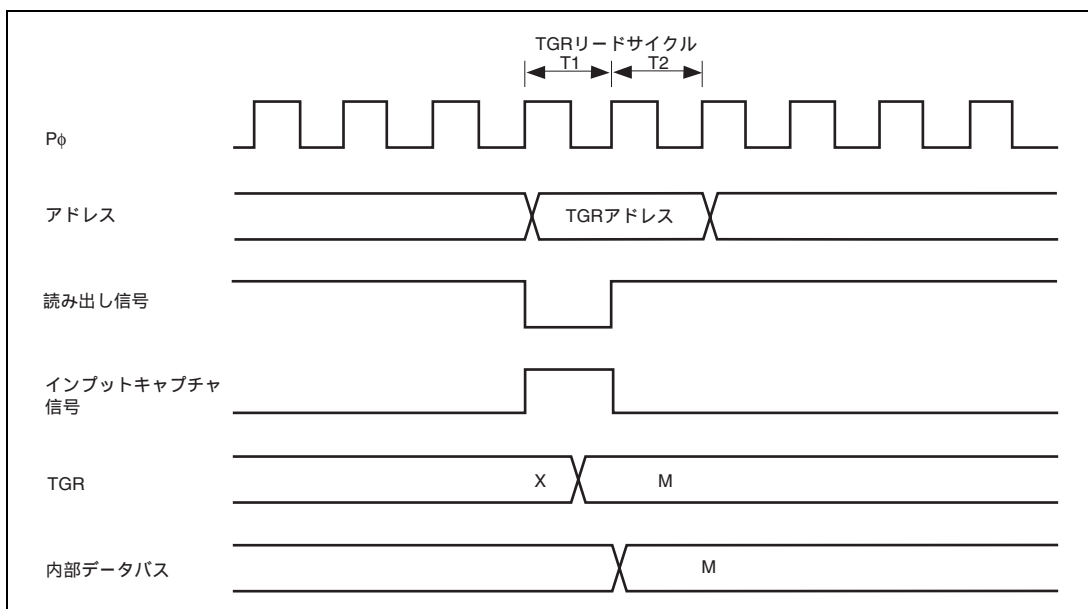 TGRリードサイクル
T1 T2
Pφ
アドレス
TGRアドレス
読み出し信号
インプットキャプチャ
信号
TGR
X M
内部データバス
M